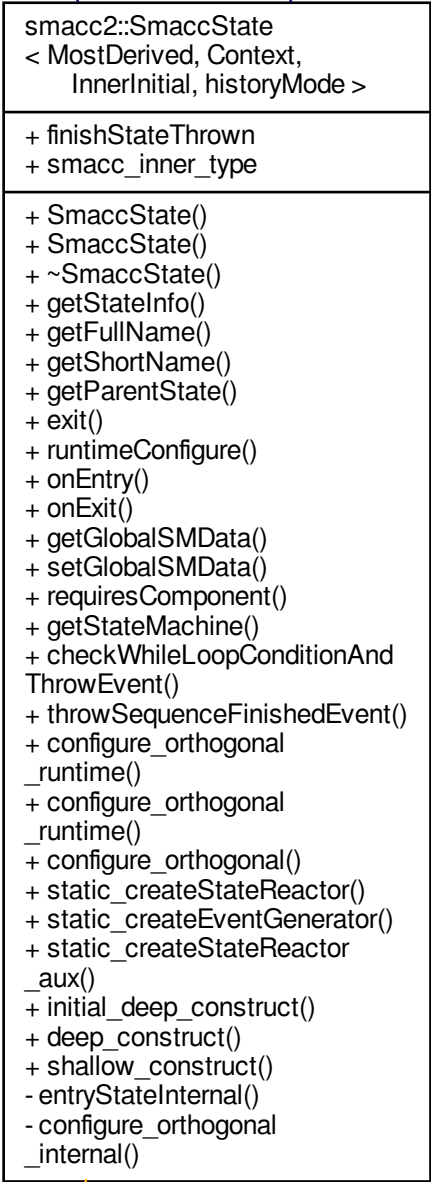 smacc2::SmaccState
< MostDerived, Context,
InnerInitial, historyMode >
+ finishStateThrown
+ smacc_inner_type
+ SmaccState()
+ SmaccState()
+ ~SmaccState()
+ getStateInfo()
+ getFullName()
+ getShortName()
+ getParentState()
+ exit()
+ runtimeConfigure()
+ onEntry()
+ onExit()
+ getGlobalSMData()
+ setGlobalSMData()
+ requiresComponent()
+ getStateMachine()
+ checkWhileLoopConditionAnd
ThrowEvent()
+ throwSequenceFinishedEvent()
+ configure_orthogonal
_runtime()
+ configure_orthogonal
_runtime()
+ configure_orthogonal()
+ static_createStateReactor()
+ static_createEventGenerator()
+ static_createStateReactor
_aux()
+ initial_deep_construct()
+ deep_construct()
+ shallow_construct()
- entryStateInternal()
- configure_orthogonal
_internal()